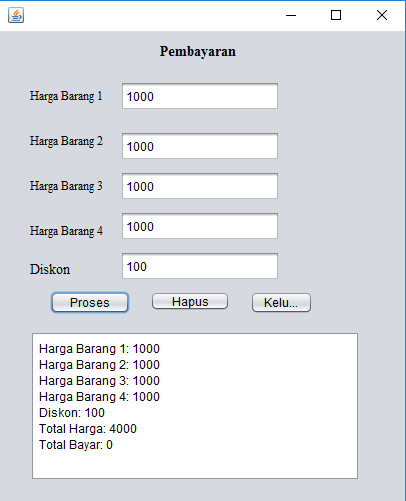 Pembayaran
Harga Barang 1 1000
Harga Barang 2 1000
Harga Barang 3 1000
Harga Barang 4 1000
Diskon 100
Proses Hapus Kelu...
Harga Barang 1: 1000
Harga Barang 2: 1000
Harga Barang 3: 1000
Harga Barang 4: 1000
Diskon: 100
Total Harga: 4000
Total Bayar: 0